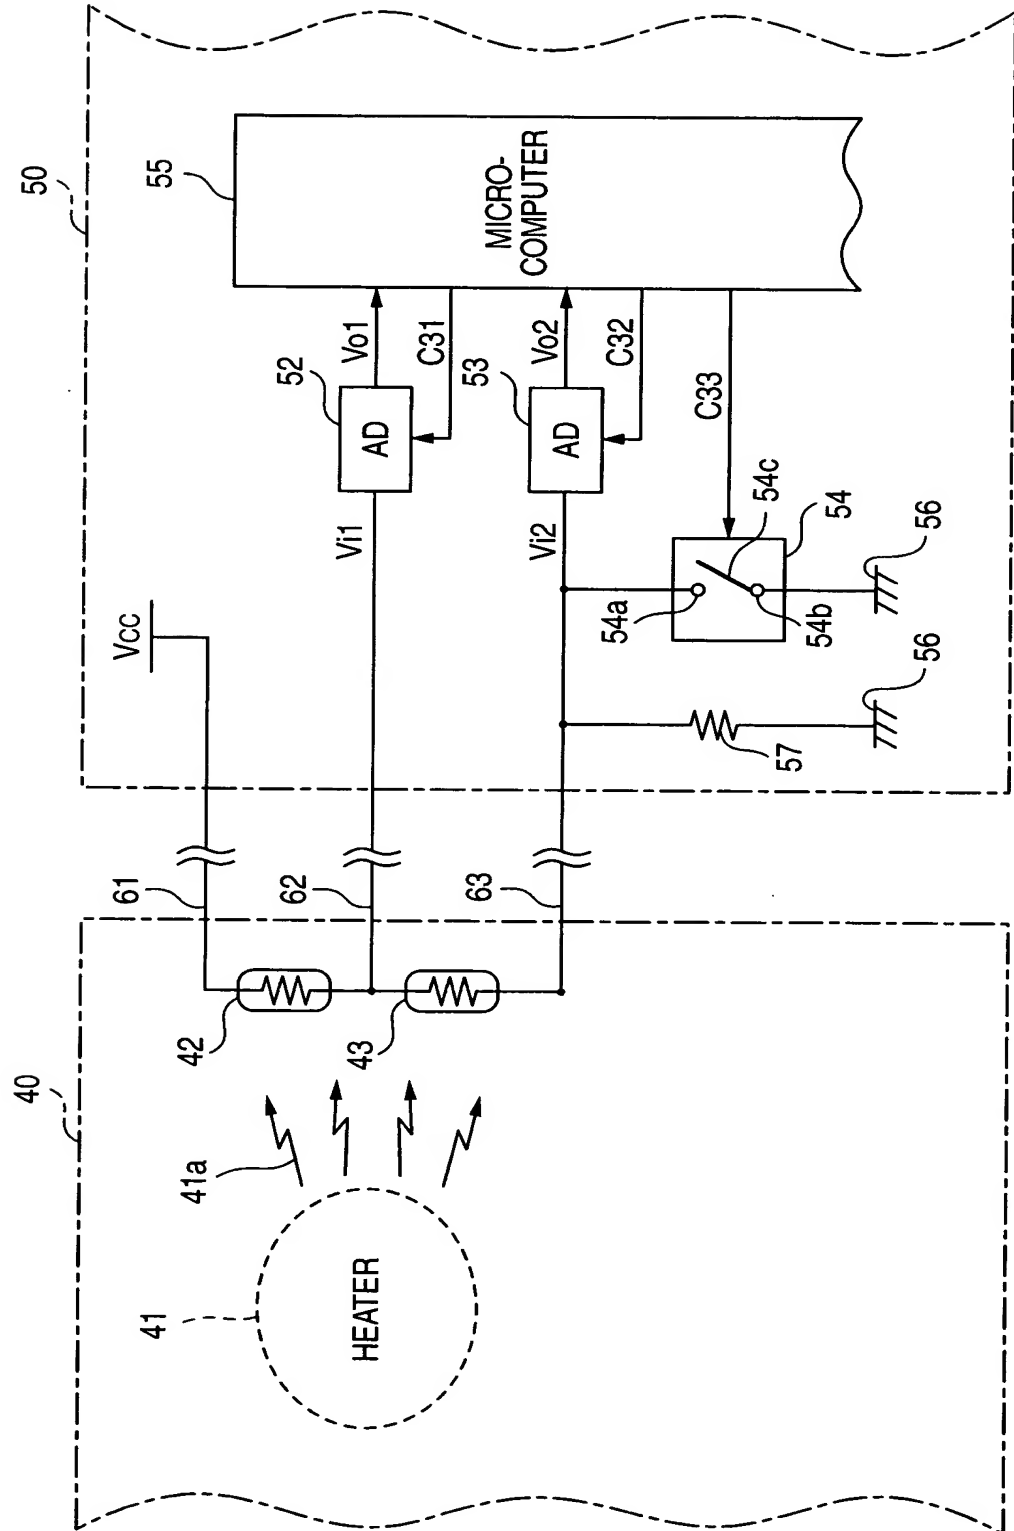 50
55
MICRO-
COMPUTER
52
Vo1
C31
AD
53
Vo2
C32
AD
C33
Vi1
Vi2
Vcc
54a
54c
54
54b
56
56
57
61
62
63
42
43
40
41a
41
HEATER